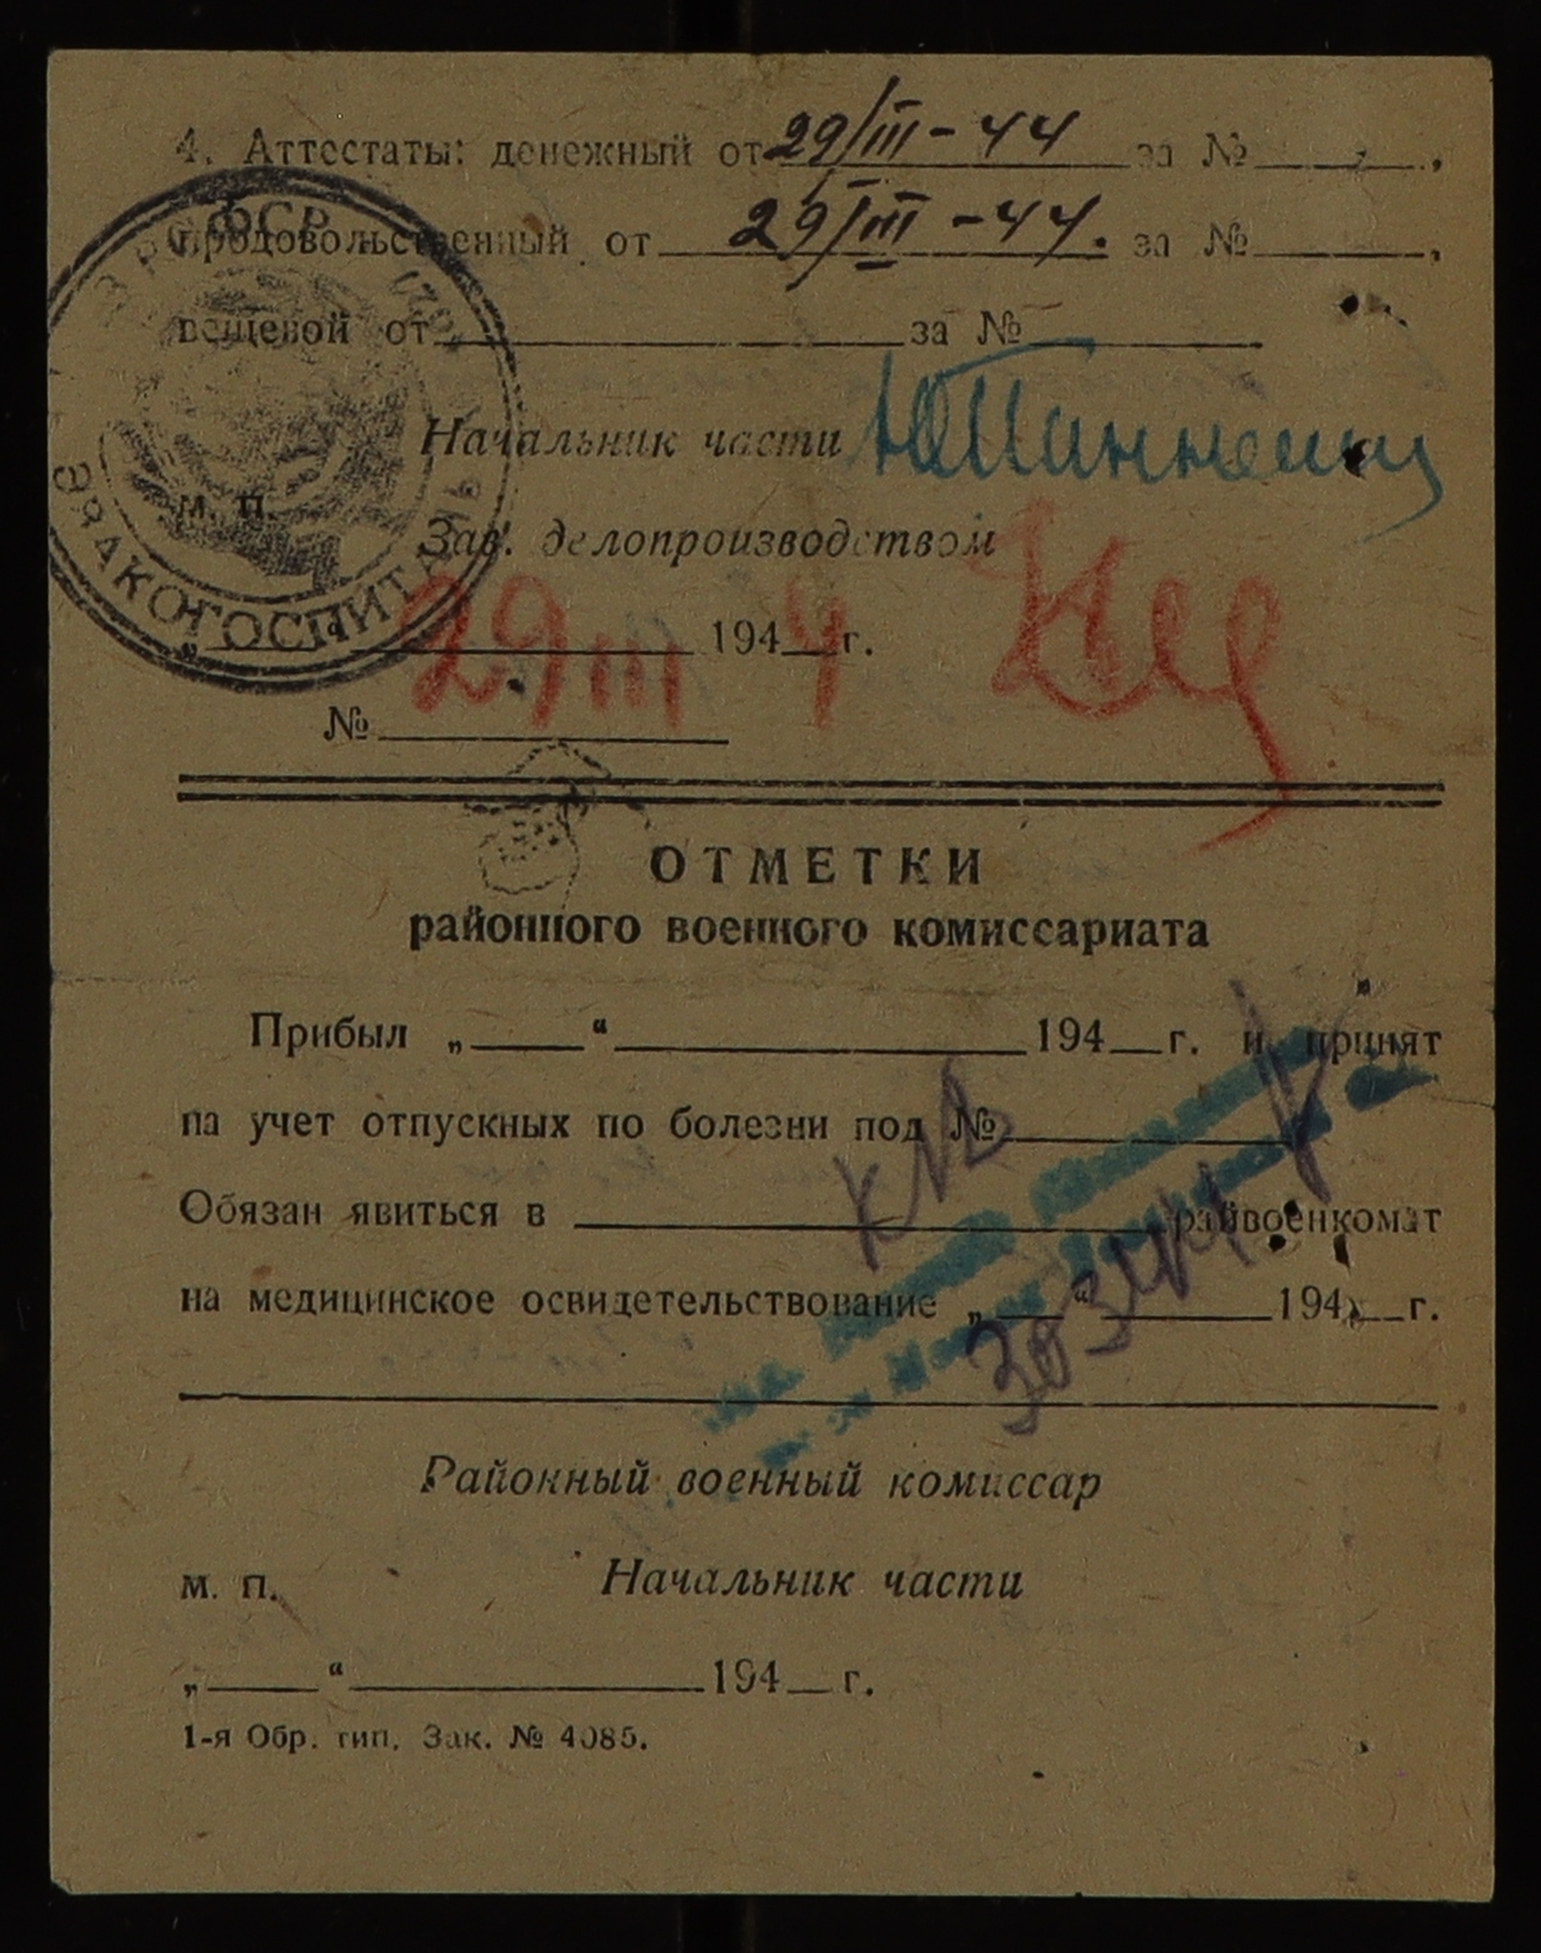 4. Аттестаты: денежный от 29/III - 44 за № ,
продовольственный от 29/III - 44. за № ,
вещевой от за №
Начальник части
м. п.
Зав. делопроизводством
29 III 1944 г.
№
ОТМЕТКИ
районного военного комиссариата
Прибыл „ “ 194 г. и принят
на учет отпускных по болезни под №
Обязан явиться в райвоенкомат
на медицинское освидетельствование „ “ 194 г.
Районный военный комиссар
м. п. Начальник части
„ “ 194 г.
1-я Обр. тип. Зак. № 4085.